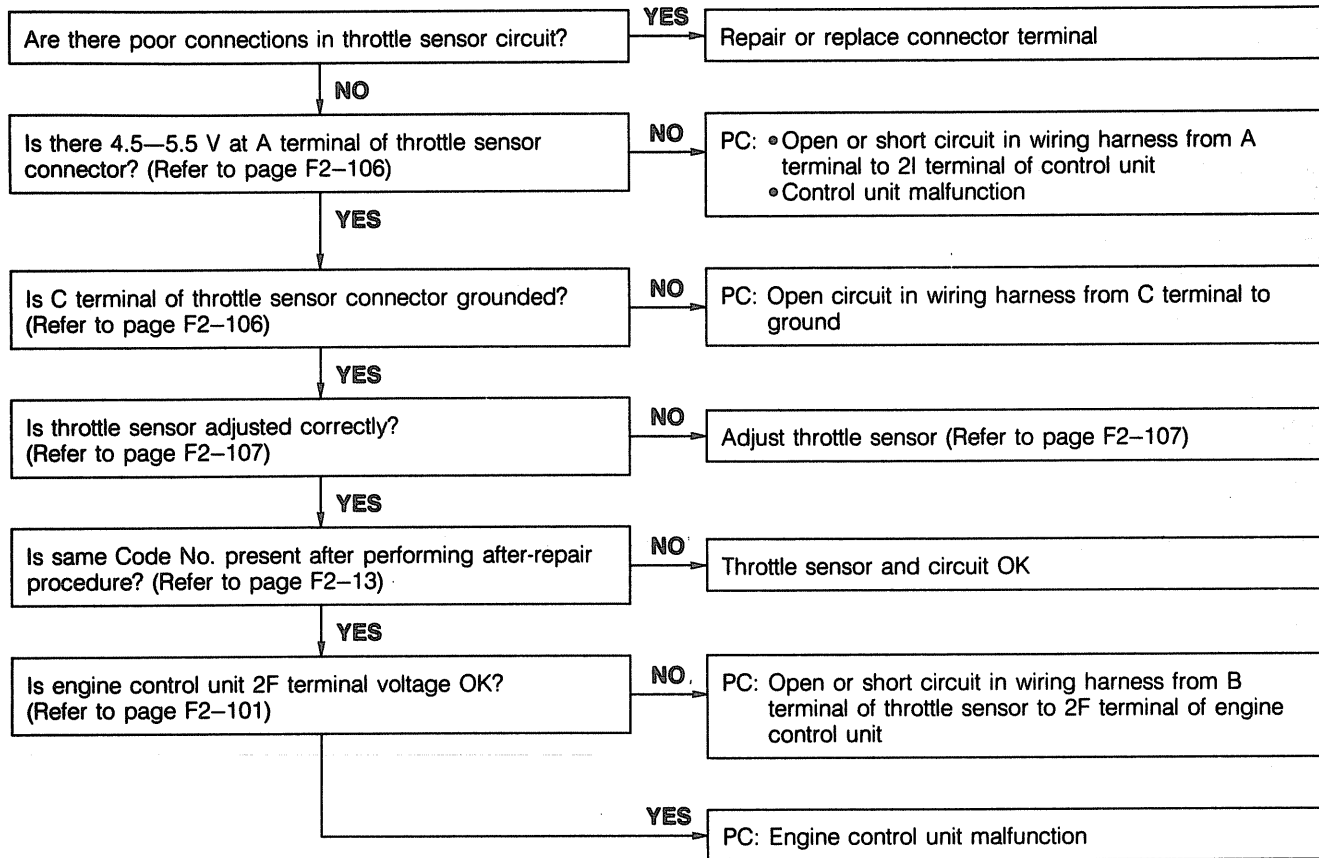 Are there poor connections in throttle sensor circuit?
YES
Repair or replace connector terminal
NO
Is there 4.5—5.5 V at A terminal of throttle sensor
connector? (Refer to page F2–106)
NO
PC: •Open or short circuit in wiring harness from A
terminal to 2I terminal of control unit
•Control unit malfunction
YES
Is C terminal of throttle sensor connector grounded?
(Refer to page F2–106)
NO
PC: Open circuit in wiring harness from C terminal to
ground
YES
Is throttle sensor adjusted correctly?
(Refer to page F2–107)
NO
Adjust throttle sensor (Refer to page F2–107)
YES
Is same Code No. present after performing after-repair
procedure? (Refer to page F2–13)
NO
Throttle sensor and circuit OK
YES
Is engine control unit 2F terminal voltage OK?
(Refer to page F2–101)
NO
PC: Open or short circuit in wiring harness from B
terminal of throttle sensor to 2F terminal of engine
control unit
YES
PC: Engine control unit malfunction